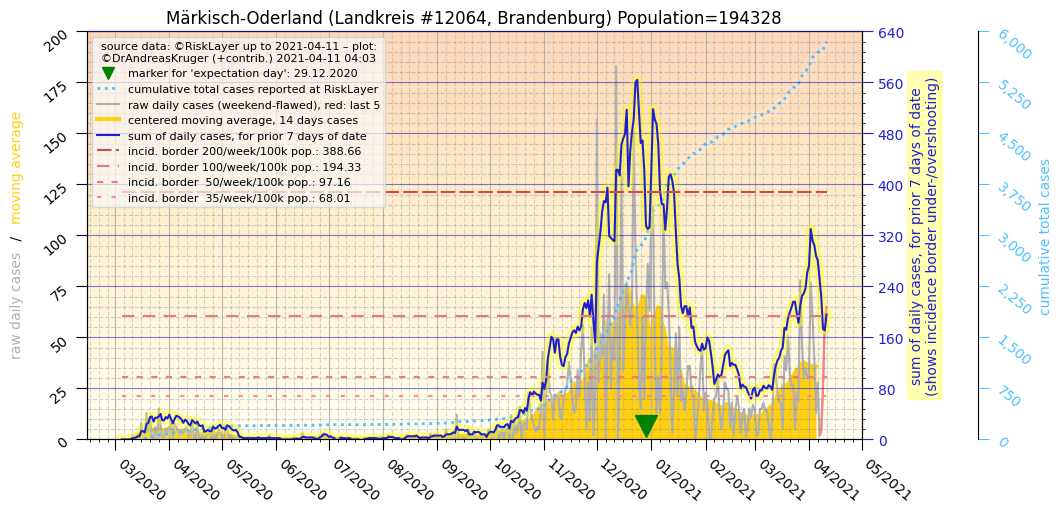 Märkisch-Oderland (Landkreis #12064, Brandenburg) Population=194328
source data: ©RiskLayer up to 2021-04-11 – plot:
©DrAndreasKruger (+contrib.) 2021-04-11 04:03
marker for 'expectation day': 29.12.2020
cumulative total cases reported at RiskLayer
raw daily cases (weekend-flawed), red: last 5
centered moving average, 14 days cases
sum of daily cases, for prior 7 days of date
incid. border 200/week/100k pop.: 388.66
incid. border 100/week/100k pop.: 194.33
incid. border  50/week/100k pop.: 97.16
incid. border  35/week/100k pop.: 68.01
raw daily cases / moving average
200
175
150
125
100
75
50
25
0
03/2020
04/2020
05/2020
06/2020
07/2020
08/2020
09/2020
10/2020
11/2020
12/2020
01/2021
02/2021
03/2021
04/2021
05/2021
640
560
480
400
320
240
160
80
0
sum of daily cases, for prior 7 days of date
(shows incidence border under-/overshooting)
6,000
5,250
4,500
3,750
3,000
2,250
1,500
750
0
cumulative total cases